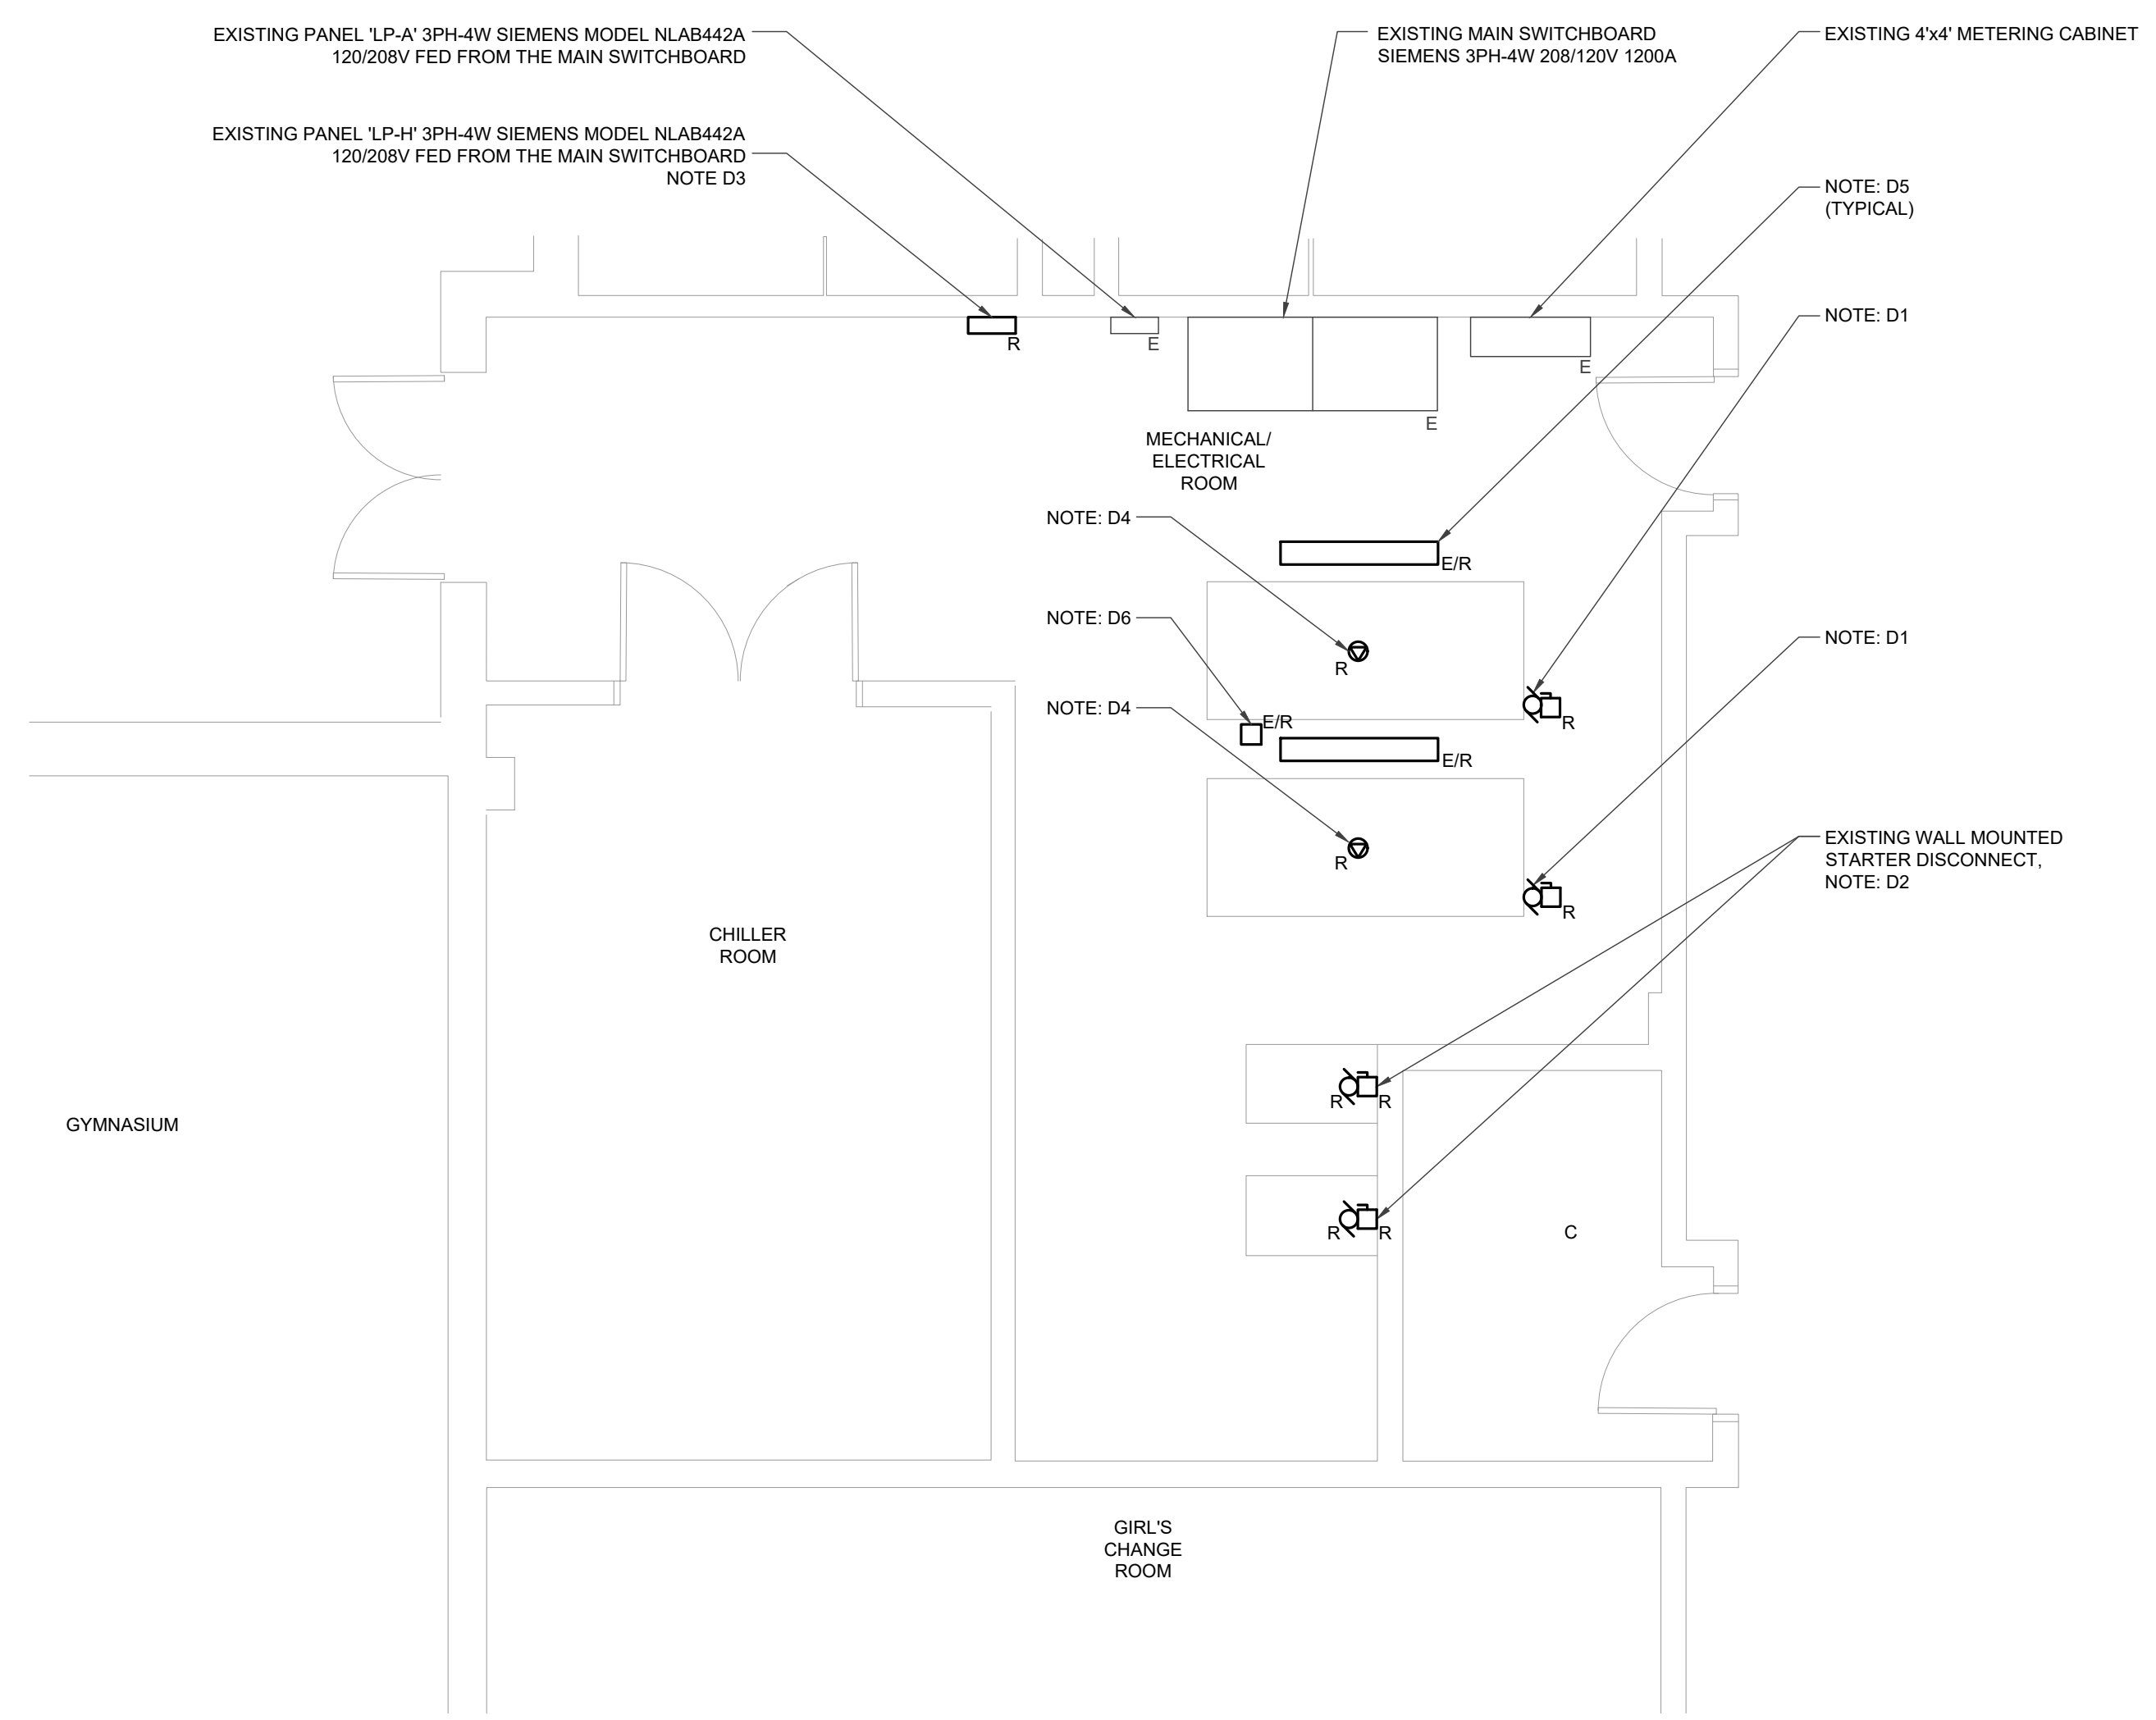 EXISTING PANEL 'LP-A' 3PH-4W SIEMENS MODEL NLAB442A
120/208V FED FROM THE MAIN SWITCHBOARD
EXISTING MAIN SWITCHBOARD
SIEMENS 3PH-4W 208/120V 1200A
EXISTING 4'x4' METERING CABINET
EXISTING PANEL 'LP-H' 3PH-4W SIEMENS MODEL NLAB442A
120/208V FED FROM THE MAIN SWITCHBOARD
NOTE D3
NOTE: D5
(TYPICAL)
NOTE: D1
R
E
E
E
MECHANICAL/
ELECTRICAL
ROOM
NOTE: D4
E/R
NOTE: D6
R
NOTE: D1
NOTE: D4
E/R
R
E/R
EXISTING WALL MOUNTED
STARTER DISCONNECT,
NOTE: D2
R
R
CHILLER
ROOM
R
R
GYMNASIUM
R
R
C
GIRL'S
CHANGE
ROOM